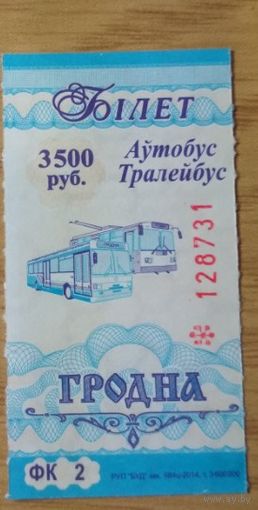 БІЛЕТ
3500 руб.
Аўтобус
Тралейбус
128731
ГРОДНА
ФК 2